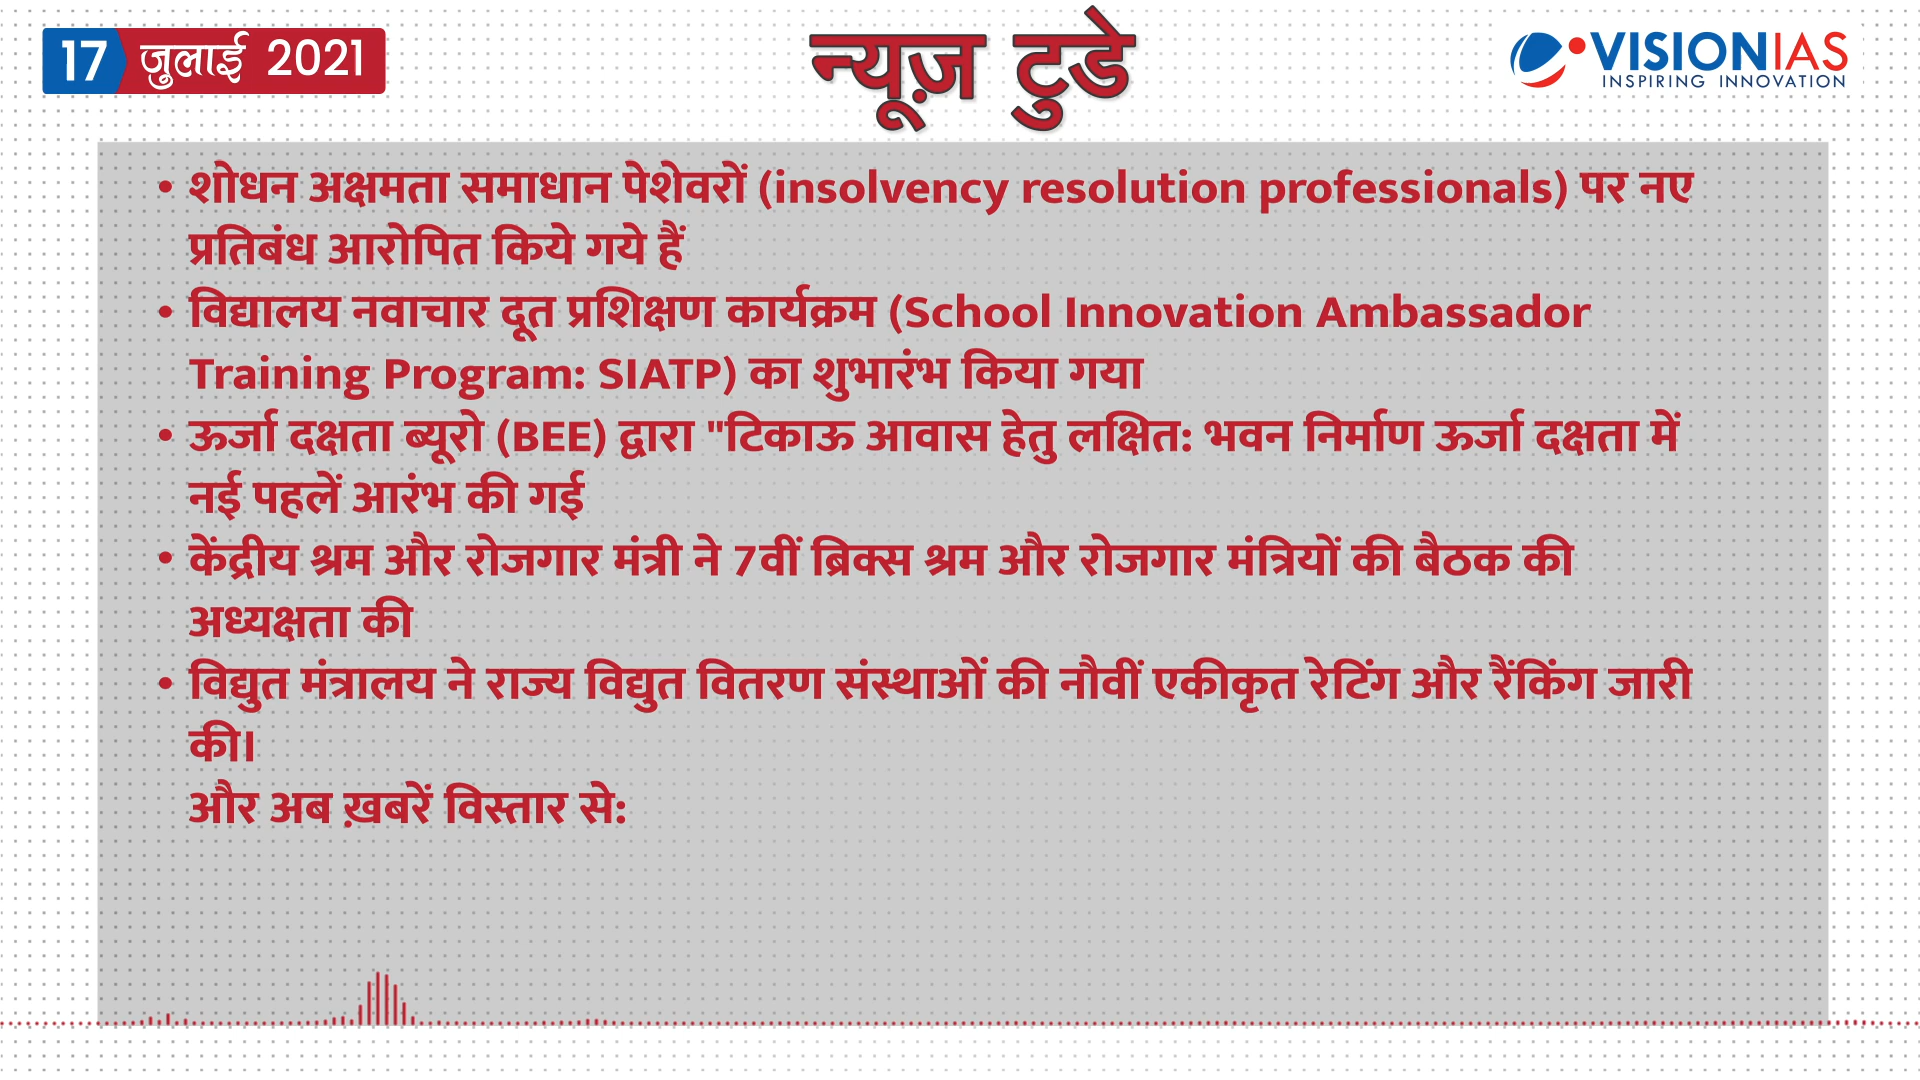 17 जुलाई 2021
न्यूज़ टुडे
VISIONIAS
INSPIRING INNOVATION
• शोधन अक्षमता समाधान पेशेवरों (insolvency resolution professionals) पर नए
प्रतिबंध आरोपित किये गये हैं
• विद्यालय नवाचार दूत प्रशिक्षण कार्यक्रम (School Innovation Ambassador
Training Program: SIATP) का शुभारंभ किया गया
• ऊर्जा दक्षता ब्यूरो (BEE) द्वारा "टिकाऊ आवास हेतु लक्षित: भवन निर्माण ऊर्जा दक्षता में
नई पहलें आरंभ की गई
• केंद्रीय श्रम और रोजगार मंत्री ने 7वीं ब्रिक्स श्रम और रोजगार मंत्रियों की बैठक की
अध्यक्षता की
• विद्युत मंत्रालय ने राज्य विद्युत वितरण संस्थाओं की नौवीं एकीकृत रेटिंग और रैंकिंग जारी
की।
और अब ख़बरें विस्तार से: